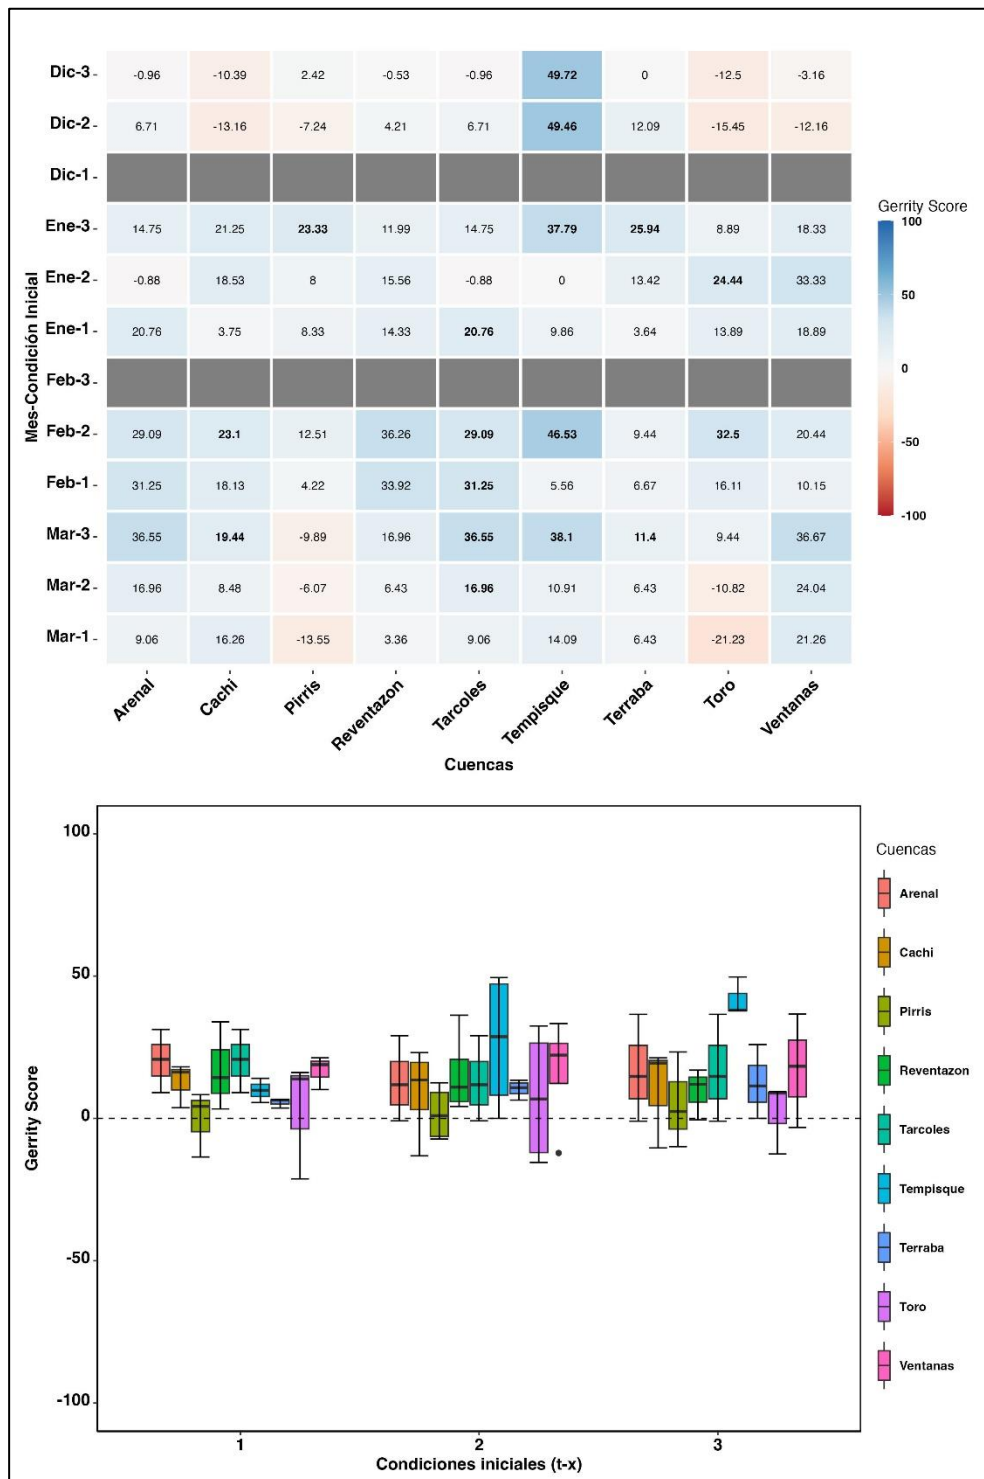 Mes-Condición Inicial
Dic-3 -0.96 -10.39 2.42 -0.53 -0.96 49.72 0 -12.5 -3.16
Dic-2 6.71 -13.16 -7.24 4.21 6.71 49.46 12.09 -15.45 -12.16
Dic-1
Ene-3 14.75 21.25 23.33 11.99 14.75 37.79 25.94 8.89 18.33
Ene-2 -0.88 18.53 8 15.56 -0.88 0 13.42 24.44 33.33
Ene-1 20.76 3.75 8.33 14.33 20.76 9.86 3.64 13.89 18.89
Feb-3
Feb-2 29.09 23.1 12.51 36.26 29.09 46.53 9.44 32.5 20.44
Feb-1 31.25 18.13 4.22 33.92 31.25 5.56 6.67 16.11 10.15
Mar-3 36.55 19.44 -9.89 16.96 36.55 38.1 11.4 9.44 36.67
Mar-2 16.96 8.48 -6.07 6.43 16.96 10.91 6.43 -10.82 24.04
Mar-1 9.06 16.26 -13.55 3.36 9.06 14.09 6.43 -21.23 21.26
Arenal Cachi Pirris Reventazon Tarcoles Tempisque Terraba Toro Ventanas
Cuencas
Gerrity Score
100
50
0
-50
-100
Gerrity Score
100
50
0
-50
-100
1 2 3
Condiciones iniciales (t-x)
Cuencas
Arenal
Cachi
Pirris
Reventazon
Tarcoles
Tempisque
Terraba
Toro
Ventanas